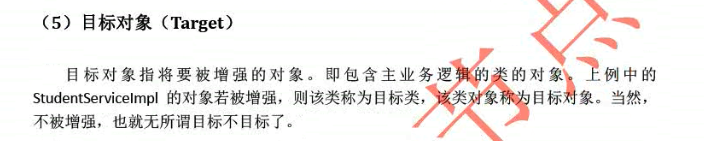 （5）目标对象（Target）
目标对象指将要被增强的对象。即包含主业务逻辑的类的对象。上例中的
StudentServiceImpl 的对象若被增强，则该类称为目标类，该类对象称为目标对象。当然，
不被增强，也就无所谓目标不目标了。
节点